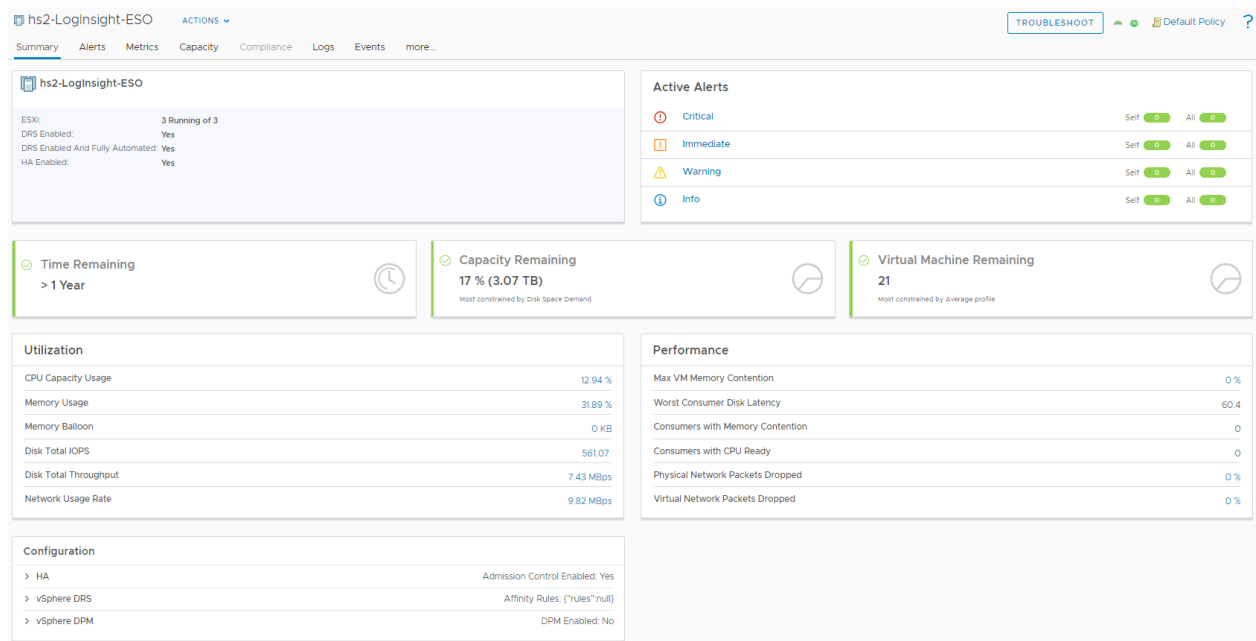 hs2-LogInsight-ESO ACTIONS TROUBLESHOOT Default Policy ?
Summary Alerts Metrics Capacity Compliance Logs Events more...
hs2-LogInsight-ESO
ESXi: 3 Running of 3
DRS Enabled: Yes
DRS Enabled And Fully Automated: Yes
HA Enabled: Yes
Active Alerts
Critical Self 0 All 0
Immediate Self 0 All 0
Warning Self 0 All 0
Info Self 0 All 0
Time Remaining
> 1 Year
Capacity Remaining
17 % (3.07 TB)
Most constrained by Disk Space Demand
Virtual Machine Remaining
21
Most constrained by Average profile
Utilization
CPU Capacity Usage 12.94 %
Memory Usage 31.89 %
Memory Balloon 0 KB
Disk Total IOPS 561.07
Disk Total Throughput 7.43 MBps
Network Usage Rate 9.82 MBps
Performance
Max VM Memory Contention 0 %
Worst Consumer Disk Latency 60.4
Consumers with Memory Contention 0
Consumers with CPU Ready 0
Physical Network Packets Dropped 0 %
Virtual Network Packets Dropped 0 %
Configuration
> HA Admission Control Enabled: Yes
> vSphere DRS Affinity Rules: {"rules":null}
> vSphere DPM DPM Enabled: No